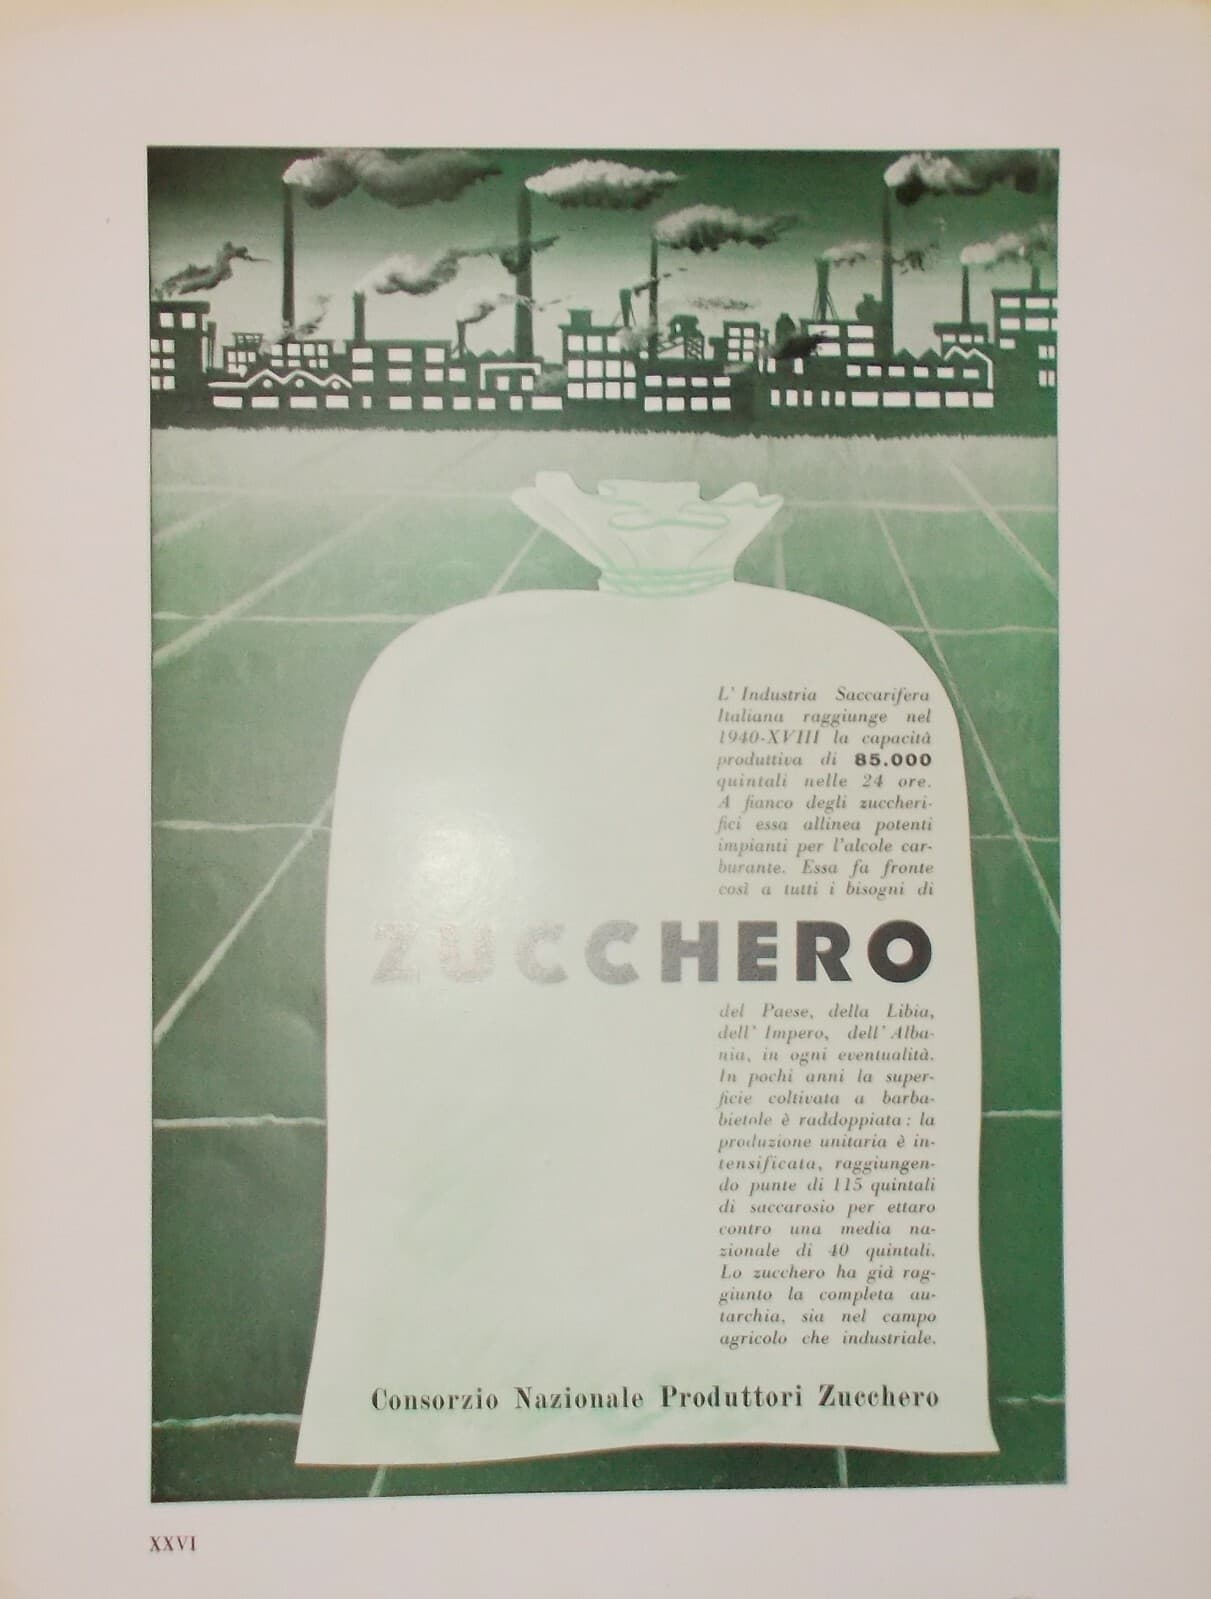 L' Industria Saccarifera
Italiana raggiunge nel
1940-XVIII la capacità
produttiva di 85.000
quintali nelle 24 ore.
A fianco degli zuccheri-
fici essa allinea potenti
impianti per l'alcole car-
burante. Essa fa fronte
così a tutti i bisogni di
ZUCCHERO
del Paese, della Libia,
dell' Impero, dell' Alba-
nia, in ogni eventualità.
In pochi anni la super-
ficie coltivata a barba-
bietole è raddoppiata: la
produzione unitaria è in-
tensificata, raggiungen-
do punte di 115 quintali
di saccarosio per ettaro
contro una media na-
zionale di 40 quintali.
Lo zucchero ha già rag-
giunto la completa au-
tarchia, sia nel campo
agricolo che industriale.
Consorzio Nazionale Produttori Zucchero
XXVI